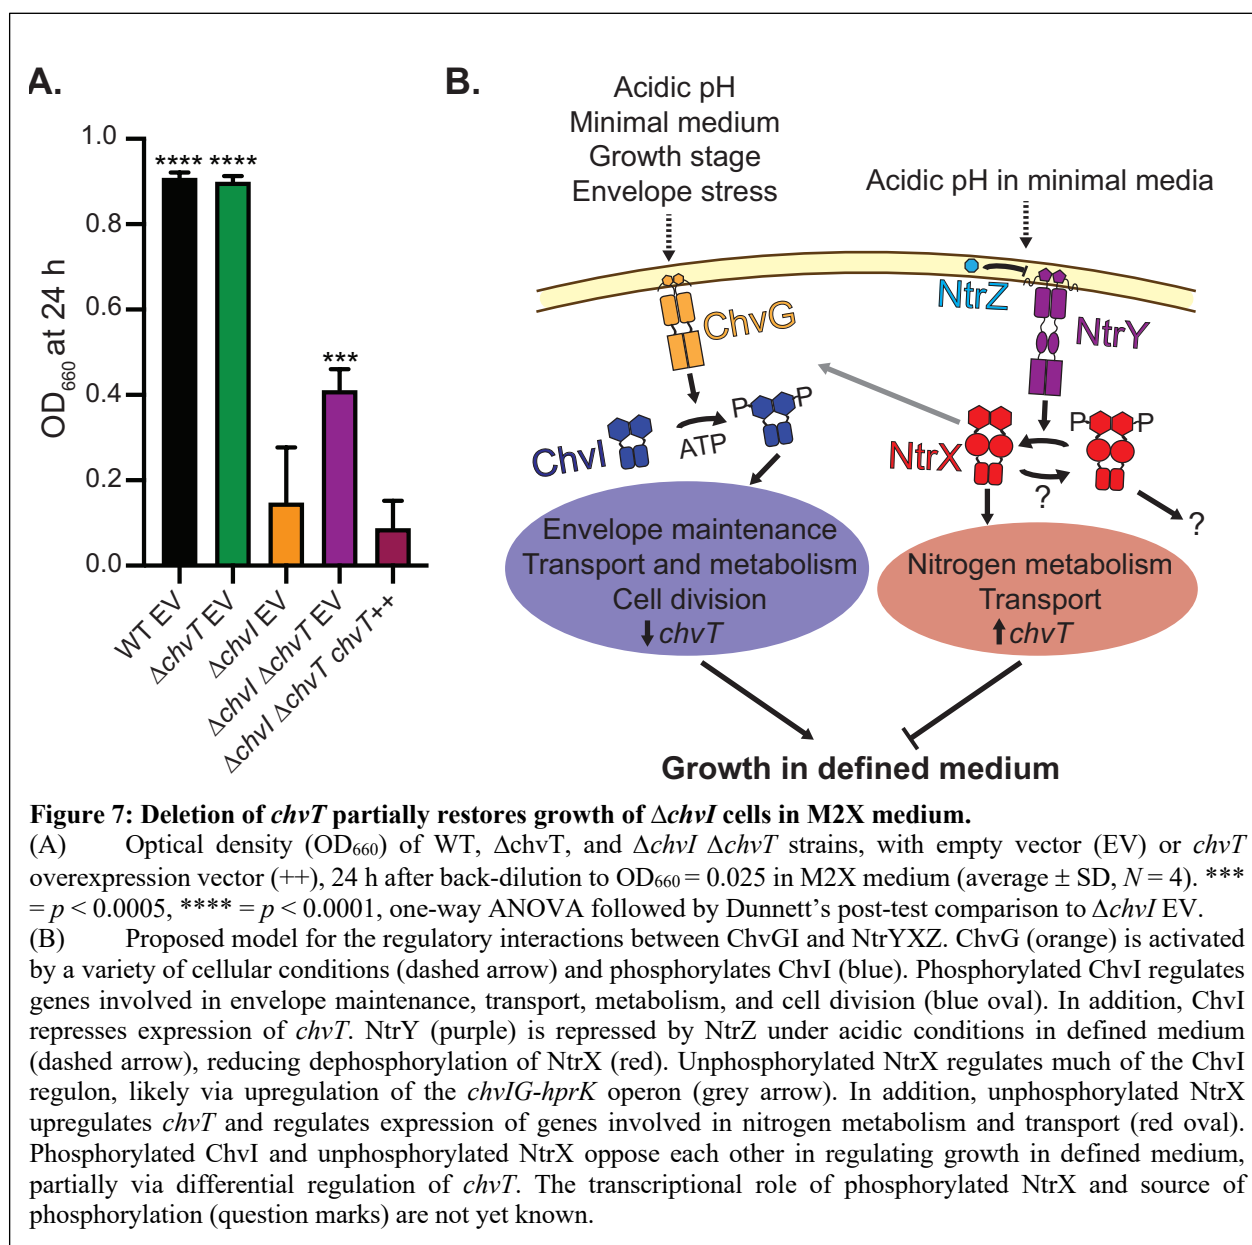 A.
1.0
0.8
0.6
0.4
0.2
0.0
OD660 at 24 h
**** ****
***
WT EV
ΔchvT EV
ΔchvI EV
ΔchvI ΔchvT EV
ΔchvI ΔchvT chvT++
B.
Acidic pH
Minimal medium
Growth stage
Envelope stress
Acidic pH in minimal media
NtrZ
ChvG
NtrY
P P
P P
ChvI
ATP
NtrX
?
?
Envelope maintenance
Transport and metabolism
Cell division
↓ chvT
Nitrogen metabolism
Transport
↑ chvT
Growth in defined medium
Figure 7: Deletion of chvT partially restores growth of ΔchvI cells in M2X medium.
(A) Optical density (OD660) of WT, ΔchvT, and ΔchvI ΔchvT strains, with empty vector (EV) or chvT
overexpression vector (++), 24 h after back-dilution to OD660 = 0.025 in M2X medium (average ± SD, N = 4). ***
= p < 0.0005, **** = p < 0.0001, one-way ANOVA followed by Dunnett's post-test comparison to ΔchvI EV.
(B) Proposed model for the regulatory interactions between ChvGI and NtrYXZ. ChvG (orange) is activated
by a variety of cellular conditions (dashed arrow) and phosphorylates ChvI (blue). Phosphorylated ChvI regulates
genes involved in envelope maintenance, transport, metabolism, and cell division (blue oval). In addition, ChvI
represses expression of chvT. NtrY (purple) is repressed by NtrZ under acidic conditions in defined medium
(dashed arrow), reducing dephosphorylation of NtrX (red). Unphosphorylated NtrX regulates much of the ChvI
regulon, likely via upregulation of the chvIG-hprK operon (grey arrow). In addition, unphosphorylated NtrX
upregulates chvT and regulates expression of genes involved in nitrogen metabolism and transport (red oval).
Phosphorylated ChvI and unphosphorylated NtrX oppose each other in regulating growth in defined medium,
partially via differential regulation of chvT. The transcriptional role of phosphorylated NtrX and source of
phosphorylation (question marks) are not yet known.